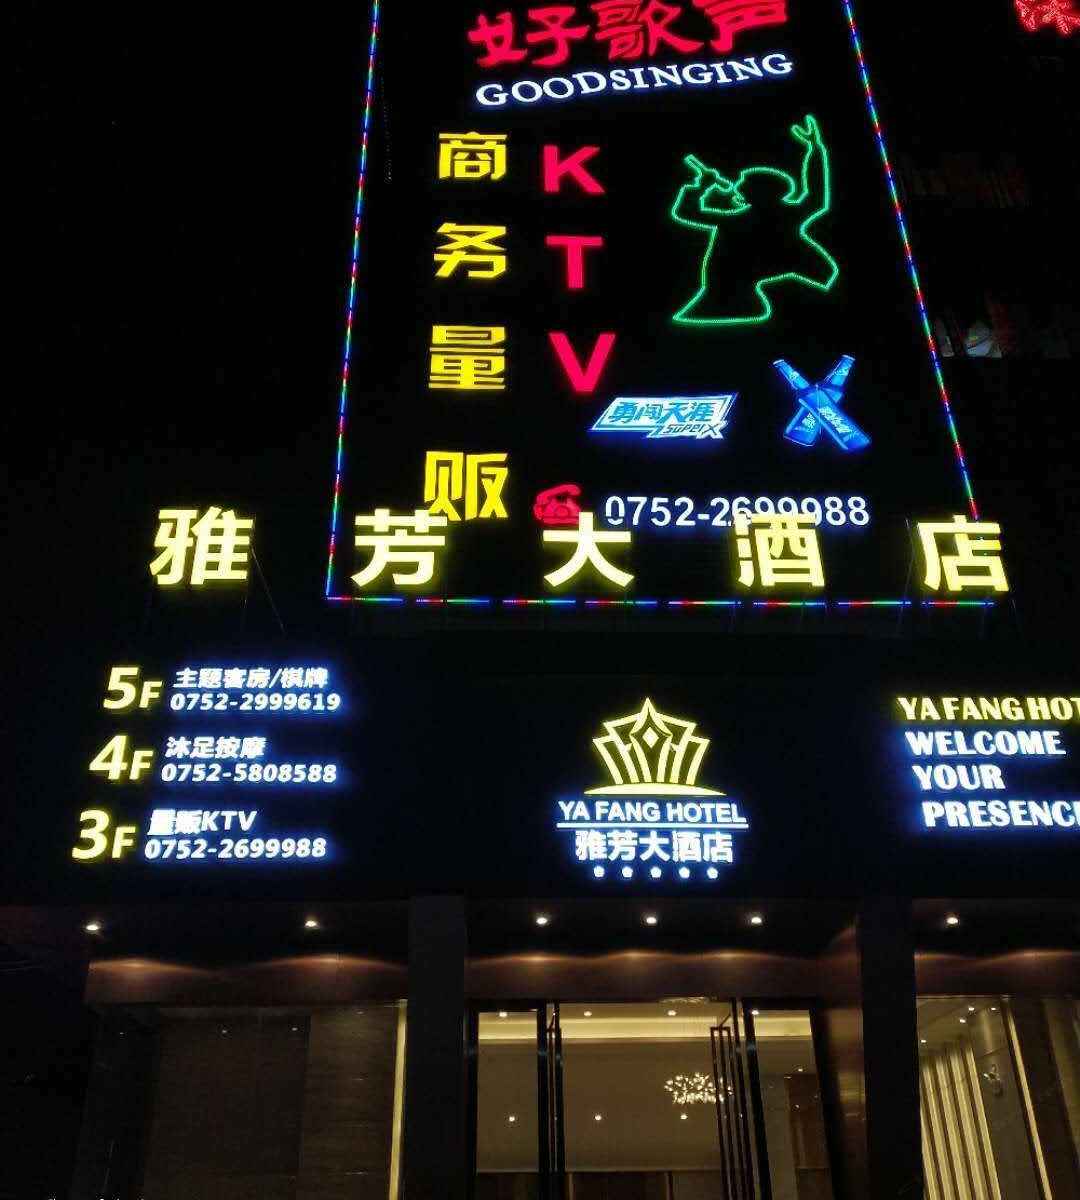 好歌声
GOODSINGING
商务量贩
KTV
勇闯天涯
SUPERX
0752-2699988
雅芳大酒店
5F 主题客房/棋牌
0752-2999619
4F 沐足按摩
0752-5808588
3F 量贩KTV
0752-2699988
YA FANG HOTEL
雅芳大酒店
YA FANG HOT
WELCOME
YOUR
PRESENC